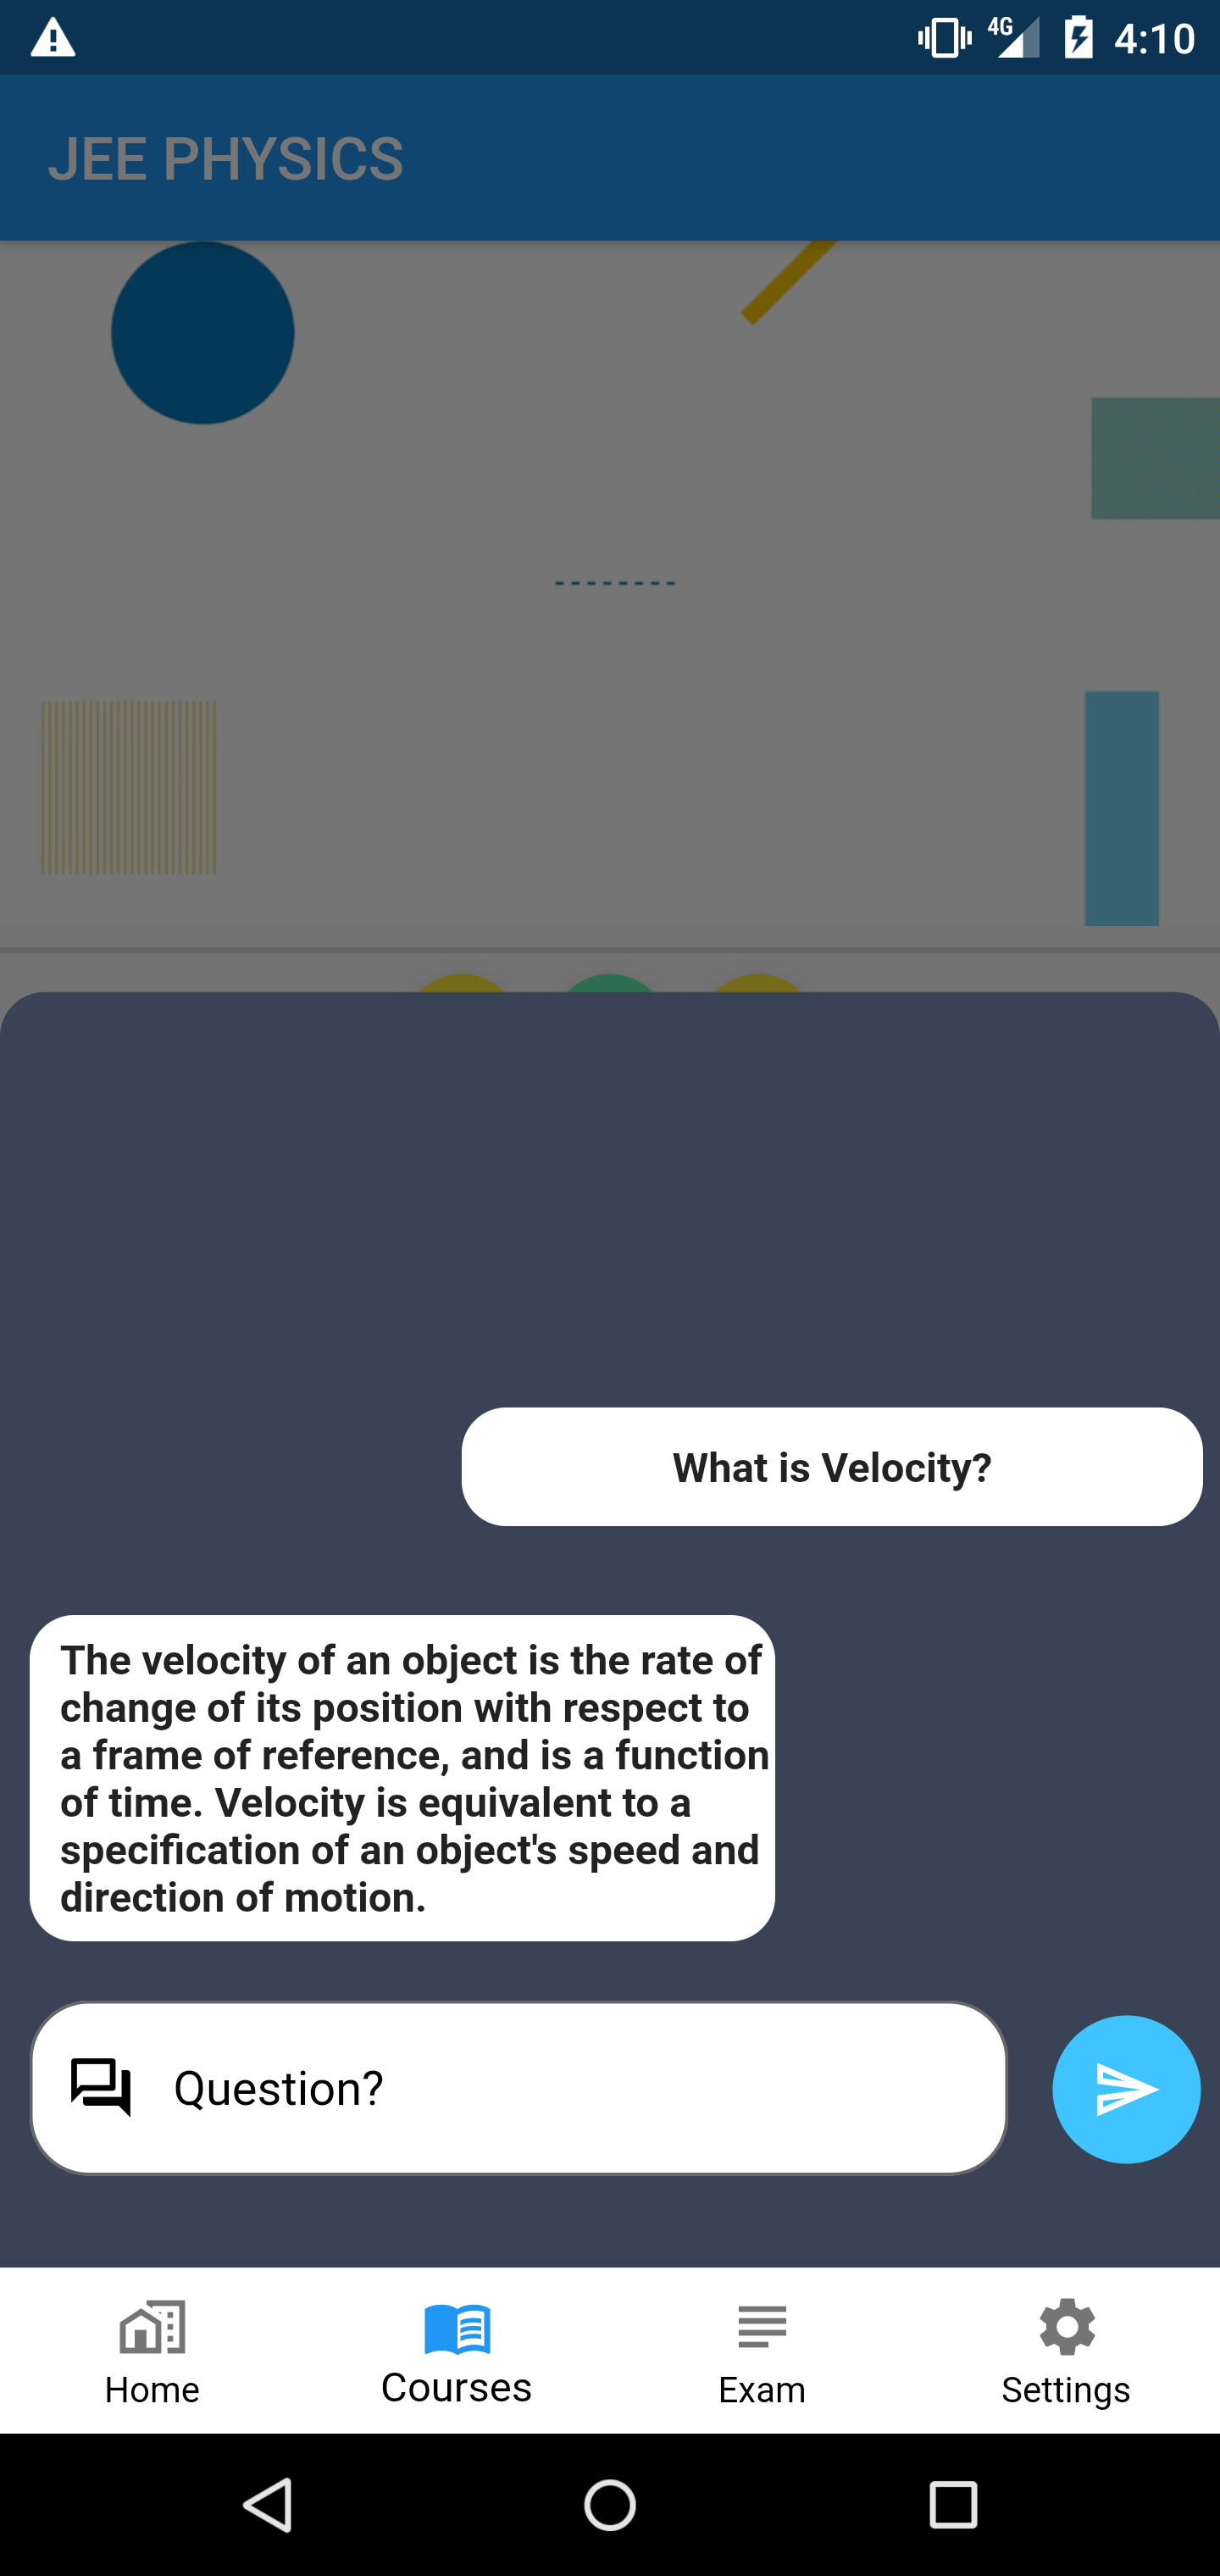 4G 4:10
JEE PHYSICS
What is Velocity?
The velocity of an object is the rate of
change of its position with respect to
a frame of reference, and is a function
of time. Velocity is equivalent to a
specification of an object's speed and
direction of motion.
Question?
Home Courses Exam Settings